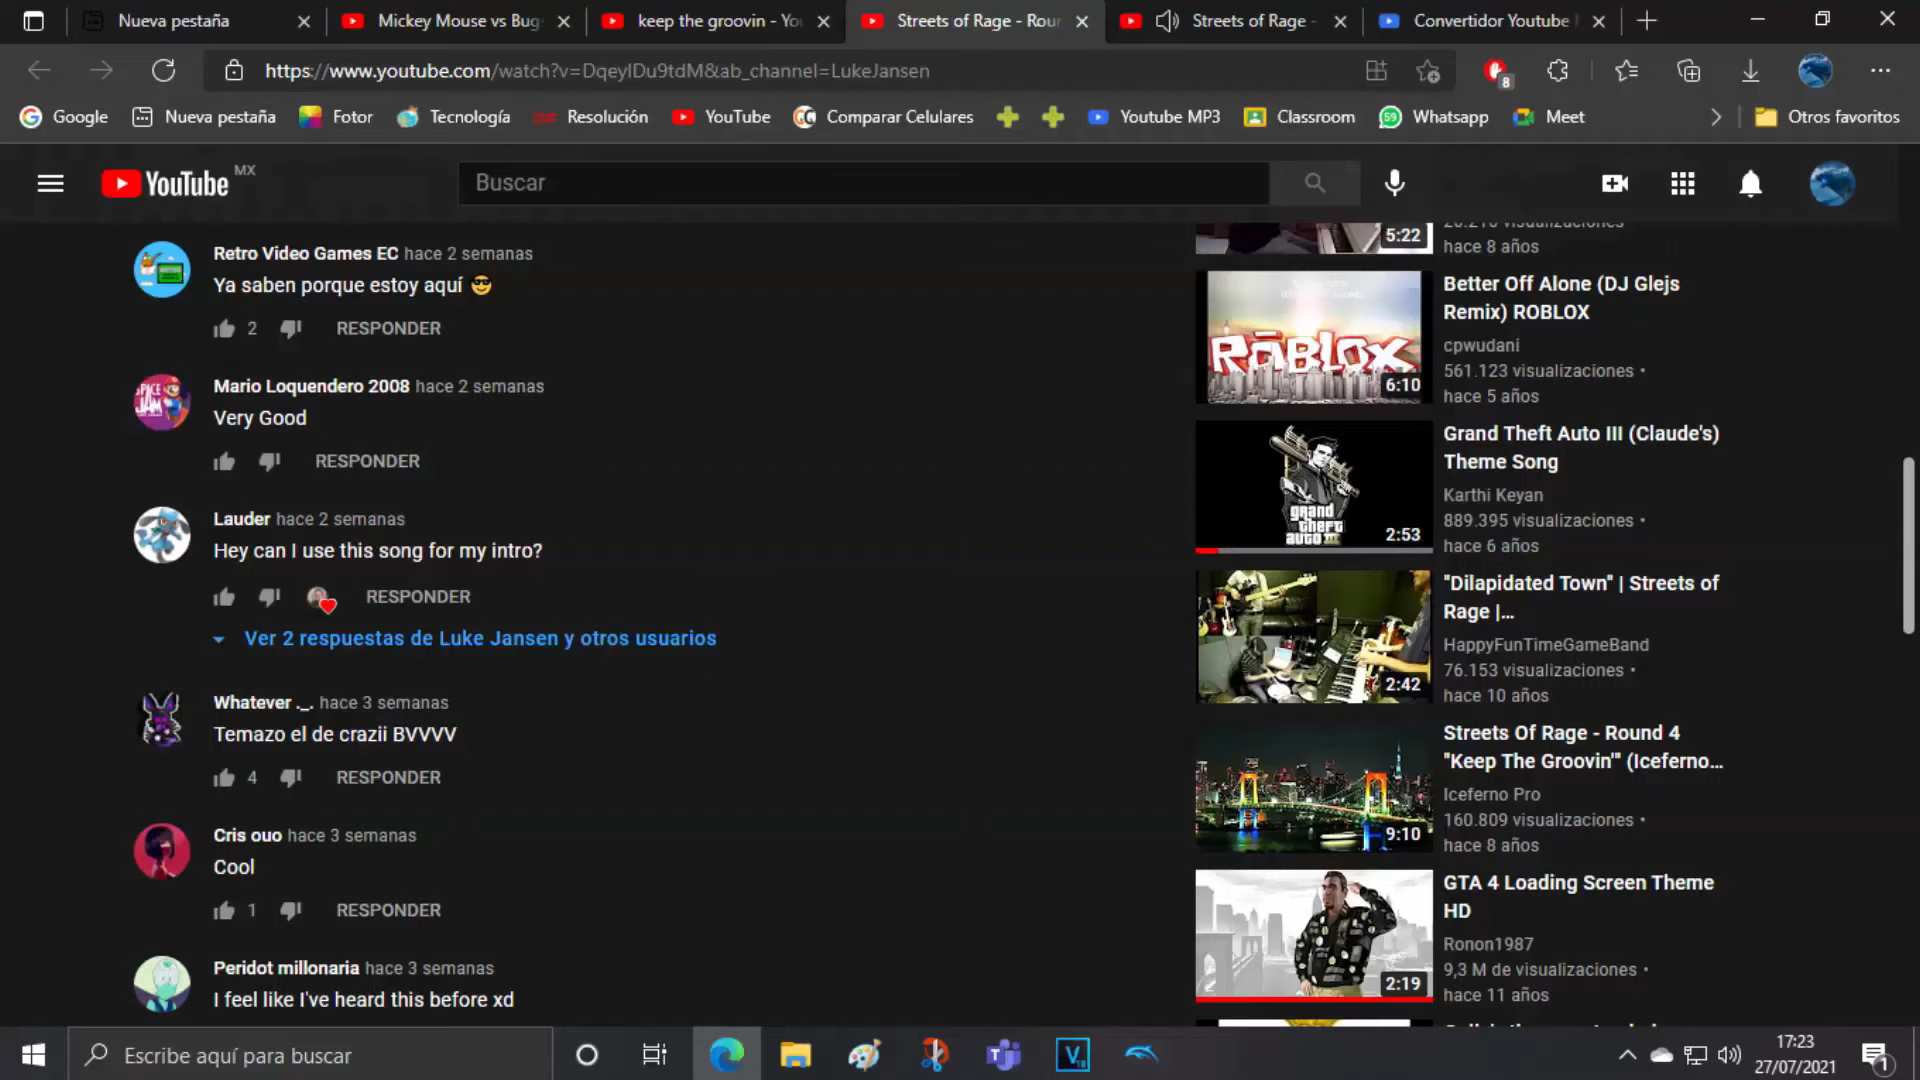 Nueva pestaña
Mickey Mouse vs Bug
keep the groovin - Yo
Streets of Rage - Rour
Streets of Rage -
Convertidor Youtube
https://www.youtube.com/watch?v=DqeyIDu9tdM&ab_channel=LukeJansen
8
Google
Nueva pestaña
Fotor
Tecnología
Resolución
YouTube
Comparar Celulares
Youtube MP3
Classroom
59
Whatsapp
Meet
Otros favoritos
YouTube MX
Buscar
Retro Video Games EC hace 2 semanas
Ya saben porque estoy aquí 😎
2 RESPONDER
Mario Loquendero 2008 hace 2 semanas
Very Good
RESPONDER
Lauder hace 2 semanas
Hey can I use this song for my intro?
RESPONDER
Ver 2 respuestas de Luke Jansen y otros usuarios
Whatever ._. hace 3 semanas
Temazo el de crazii BVVVV
4 RESPONDER
Cris ouo hace 3 semanas
Cool
1 RESPONDER
Peridot millonaria hace 3 semanas
I feel like I've heard this before xd
5:22
hace 8 años
ROBLOX
6:10
Better Off Alone (DJ Glejs
Remix) ROBLOX
cpwudani
561.123 visualizaciones •
hace 5 años
grand
theft
auto III
2:53
Grand Theft Auto III (Claude's)
Theme Song
Karthi Keyan
889.395 visualizaciones •
hace 6 años
2:42
"Dilapidated Town" | Streets of
Rage |...
HappyFunTimeGameBand
76.153 visualizaciones •
hace 10 años
9:10
Streets Of Rage - Round 4
"Keep The Groovin'" (Iceferno...
Iceferno Pro
160.809 visualizaciones •
hace 8 años
2:19
GTA 4 Loading Screen Theme
HD
Ronon1987
9,3 M de visualizaciones •
hace 11 años
Escribe aquí para buscar
V
18
17:23
27/07/2021
1